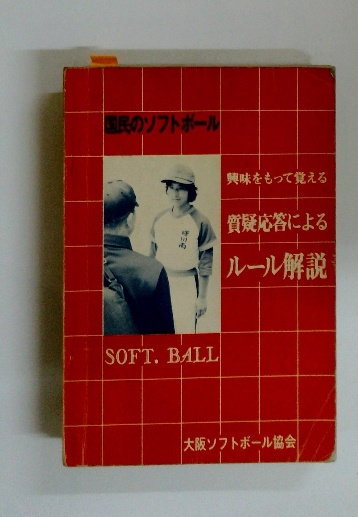 国民のソフトボール
興味をもって覚える
質疑応答による
ルール解説
SOFT. BALL
大阪ソフトボール協会